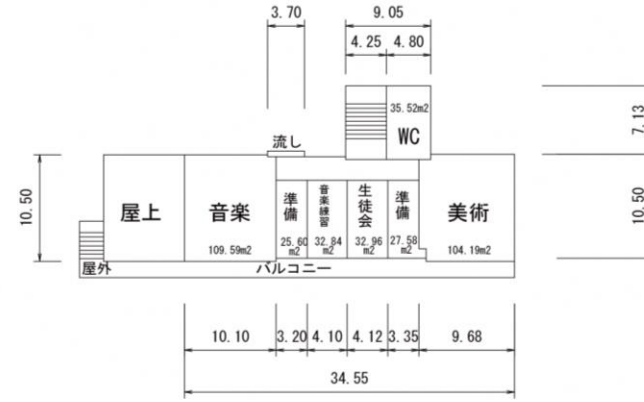 3.70
9.05
4.25 4.80
35.52m2
WC
7.13
流し
10.50
屋上
音楽
109.59m2
準備
25.60
m2
音楽練習
32.84
m2
生徒会
32.96
m2
準備
27.58
m2
美術
104.19m2
10.50
屋外
バルコニー
10.10 3.20 4.10 4.12 3.35 9.68
34.55